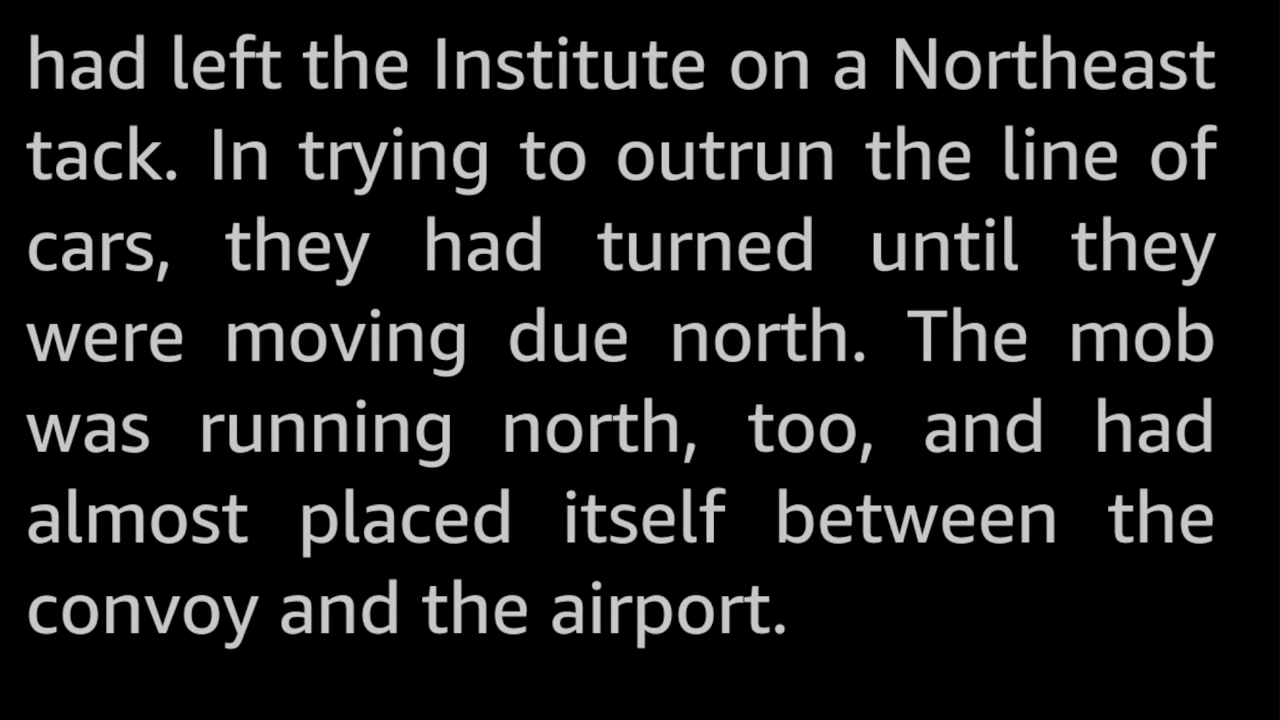 had left the Institute on a Northeast
tack. In trying to outrun the line of
cars, they had turned until they
were moving due north. The mob
was running north, too, and had
almost placed itself between the
convoy and the airport.